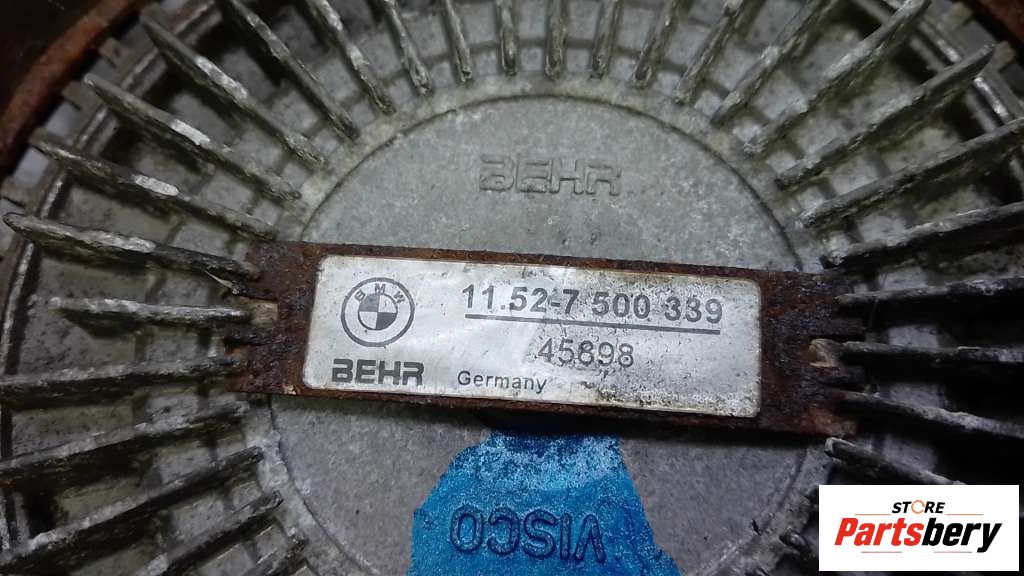 BEHR
BMW
11.52-7 500 339
45898
BEHR
Germany
VISCO
STORE
Partsbery